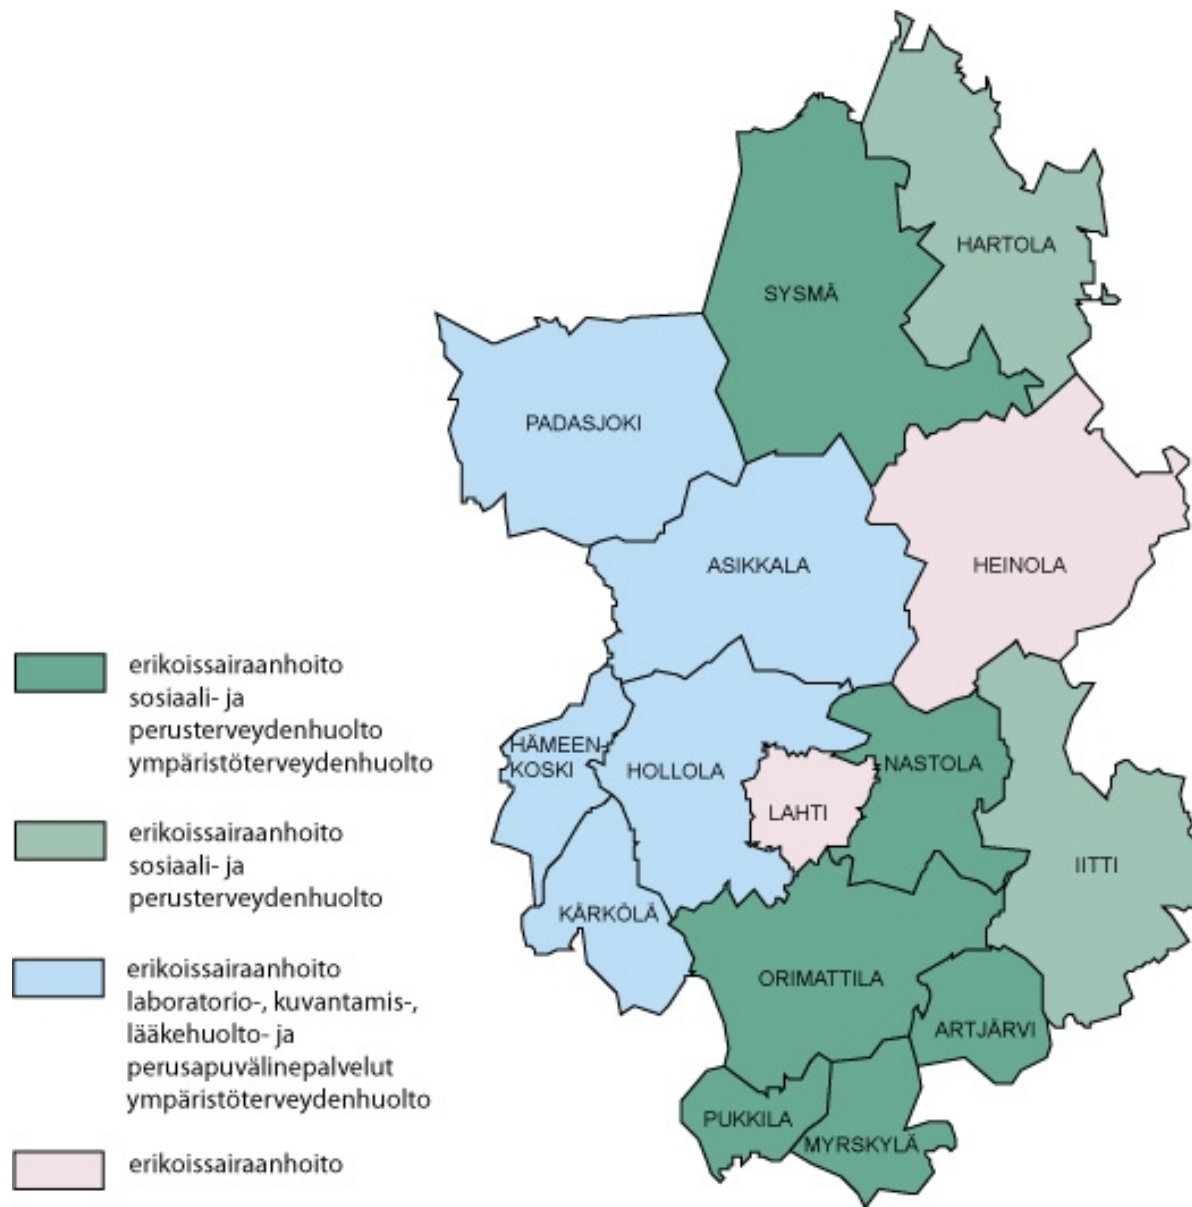 HARTOLA
SYSMÄ
PADASJOKI
ASIKKALA
HEINOLA
HÄMEEN-
KOSKI
HOLLOLA
NASTOLA
LAHTI
IITTI
KÄRKÖLÄ
ORIMATTILA
ARTJÄRVI
PUKKILA
MYRSKYLÄ
erikoissairaanhoito
sosiaali- ja
perusterveydenhuolto
ympäristöterveydenhuolto
erikoissairaanhoito
sosiaali- ja
perusterveydenhuolto
erikoissairaanhoito
laboratorio-, kuvantamis-,
lääkehuolto- ja
perusapuvälinepalvelut
ympäristöterveydenhuolto
erikoissairaanhoito